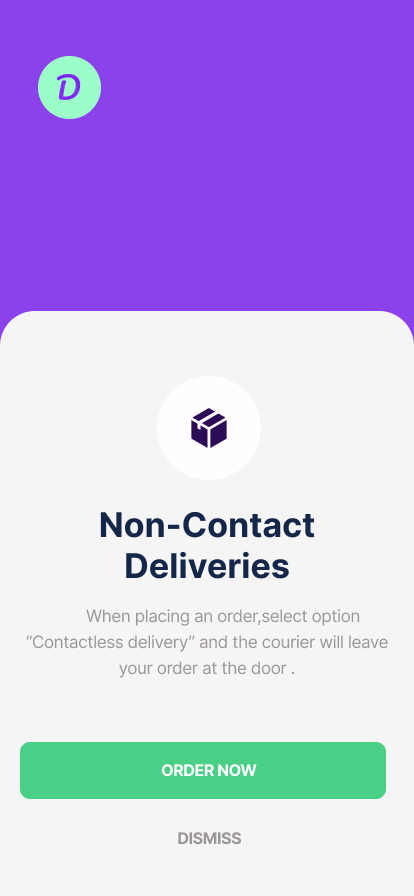 D
Non-Contact
Deliveries
When placing an order,select option
“Contactless delivery” and the courier will leave
your order at the door .
ORDER NOW
DISMISS